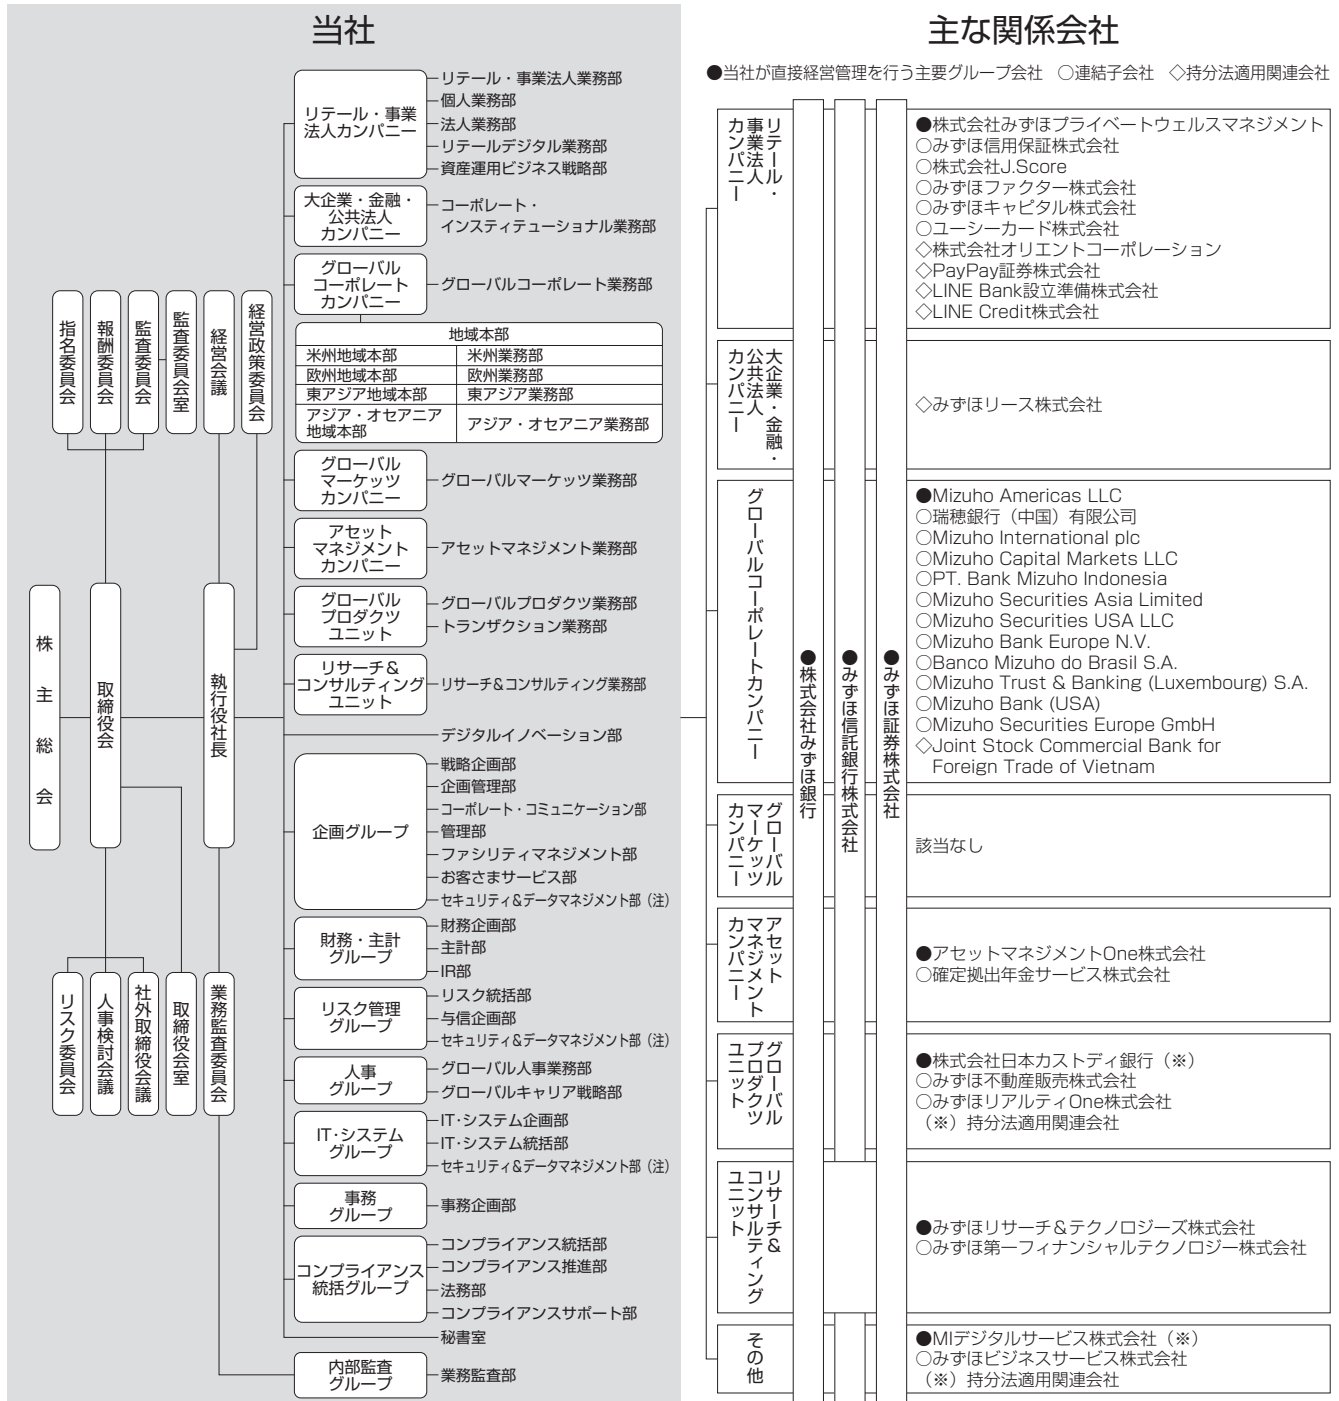 当社
株主総会
取締役会
執行役社長
指名委員会
報酬委員会
監査委員会
監査委員会室
経営会議
経営政策委員会
リスク委員会
人事検討会議
社外取締役会議
取締役会室
業務監査委員会
リテール・事業
法人カンパニー
リテール・事業法人業務部
個人業務部
法人業務部
リテールデジタル業務部
資産運用ビジネス戦略部
大企業・金融・
公共法人
カンパニー
コーポレート・
インスティテューショナル業務部
グローバル
コーポレート
カンパニー
グローバルコーポレート業務部
地域本部
米州地域本部 米州業務部
欧州地域本部 欧州業務部
東アジア地域本部 東アジア業務部
アジア・オセアニア
地域本部
アジア・オセアニア業務部
グローバル
マーケッツ
カンパニー
グローバルマーケッツ業務部
アセット
マネジメント
カンパニー
アセットマネジメント業務部
グローバル
プロダクツ
ユニット
グローバルプロダクツ業務部
トランザクション業務部
リサーチ＆
コンサルティング
ユニット
リサーチ&コンサルティング業務部
デジタルイノベーション部
企画グループ
戦略企画部
企画管理部
コーポレート・コミュニケーション部
管理部
ファシリティマネジメント部
お客さまサービス部
セキュリティ&データマネジメント部（注）
財務・主計
グループ
財務企画部
主計部
IR部
リスク管理
グループ
リスク統括部
与信企画部
セキュリティ&データマネジメント部（注）
人事
グループ
グローバル人事業務部
グローバルキャリア戦略部
IT･システム
グループ
IT･システム企画部
IT･システム統括部
セキュリティ&データマネジメント部（注）
事務
グループ
事務企画部
コンプライアンス
統括グループ
コンプライアンス統括部
コンプライアンス推進部
法務部
コンプライアンスサポート部
秘書室
内部監査
グループ
業務監査部
主な関係会社
●当社が直接経営管理を行う主要グループ会社 ○連結子会社 ◇持分法適用関連会社
●株式会社みずほ銀行
●みずほ信託銀行株式会社
●みずほ証券株式会社
リテール・
事業法人
カンパニー
●株式会社みずほプライベートウェルスマネジメント
○みずほ信用保証株式会社
○株式会社J.Score
○みずほファクター株式会社
○みずほキャピタル株式会社
○ユーシーカード株式会社
◇株式会社オリエントコーポレーション
◇PayPay証券株式会社
◇LINE Bank設立準備株式会社
◇LINE Credit株式会社
大企業・金融・
公共法人
カンパニー
◇みずほリース株式会社
グローバルコーポレートカンパニー
●Mizuho Americas LLC
○瑞穂銀行（中国）有限公司
○Mizuho International plc
○Mizuho Capital Markets LLC
○PT. Bank Mizuho Indonesia
○Mizuho Securities Asia Limited
○Mizuho Securities USA LLC
○Mizuho Bank Europe N.V.
○Banco Mizuho do Brasil S.A.
○Mizuho Trust & Banking (Luxembourg) S.A.
○Mizuho Bank (USA)
○Mizuho Securities Europe GmbH
◇Joint Stock Commercial Bank for
Foreign Trade of Vietnam
グローバル
マーケッツ
カンパニー
該当なし
アセット
マネジメント
カンパニー
●アセットマネジメントOne株式会社
○確定拠出年金サービス株式会社
グローバル
プロダクツ
ユニット
●株式会社日本カストディ銀行（※）
○みずほ不動産販売株式会社
○みずほリアルティOne株式会社
（※）持分法適用関連会社
リサーチ＆
コンサルティング
ユニット
●みずほリサーチ＆テクノロジーズ株式会社
○みずほ第一フィナンシャルテクノロジー株式会社
その他
●MIデジタルサービス株式会社（※）
○みずほビジネスサービス株式会社
（※）持分法適用関連会社